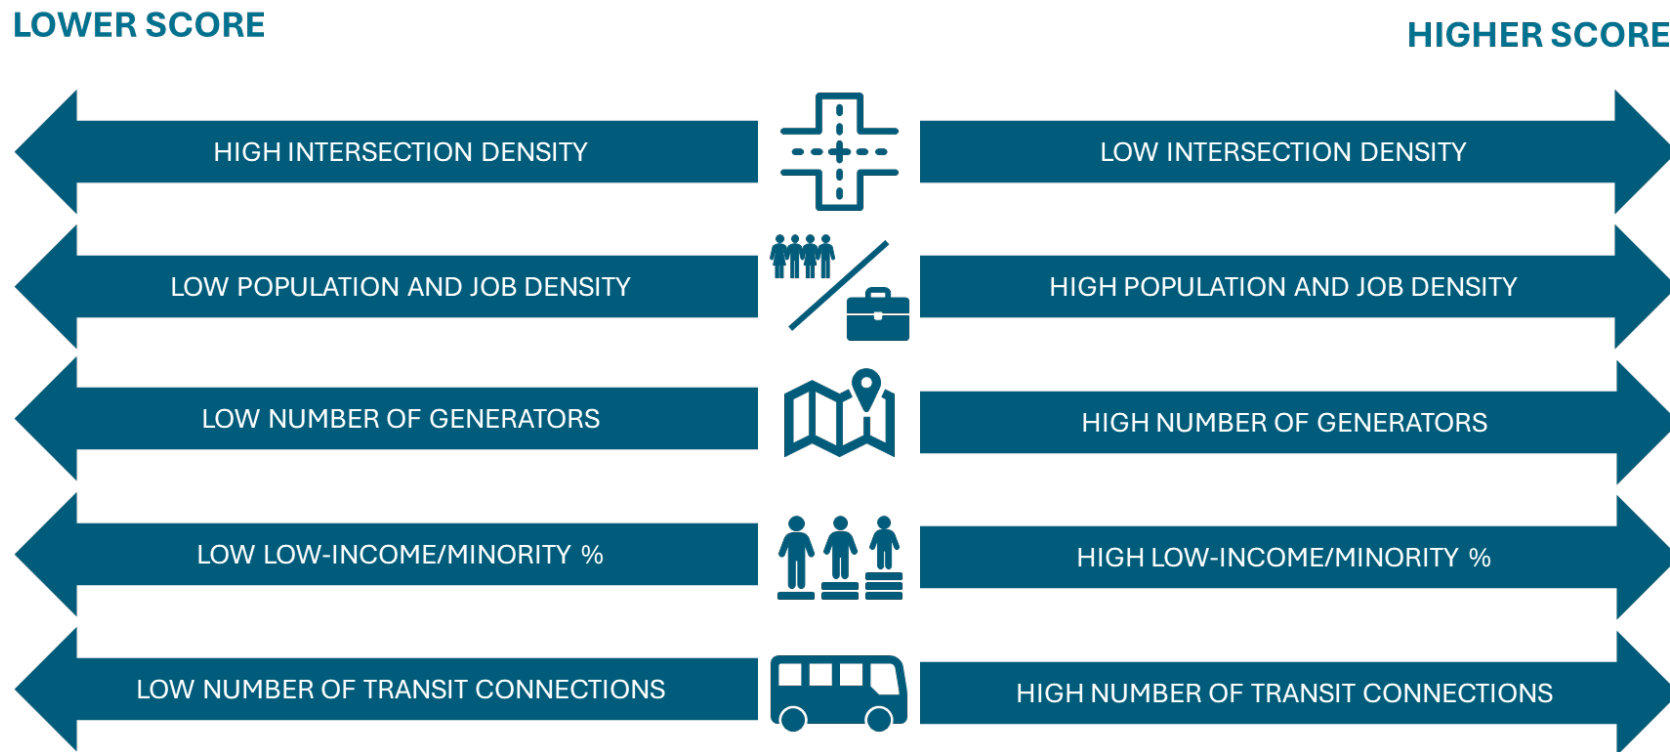 LOWER SCORE
HIGHER SCORE
HIGH INTERSECTION DENSITY
LOW INTERSECTION DENSITY
LOW POPULATION AND JOB DENSITY
HIGH POPULATION AND JOB DENSITY
LOW NUMBER OF GENERATORS
HIGH NUMBER OF GENERATORS
LOW LOW-INCOME/MINORITY %
HIGH LOW-INCOME/MINORITY %
LOW NUMBER OF TRANSIT CONNECTIONS
HIGH NUMBER OF TRANSIT CONNECTIONS